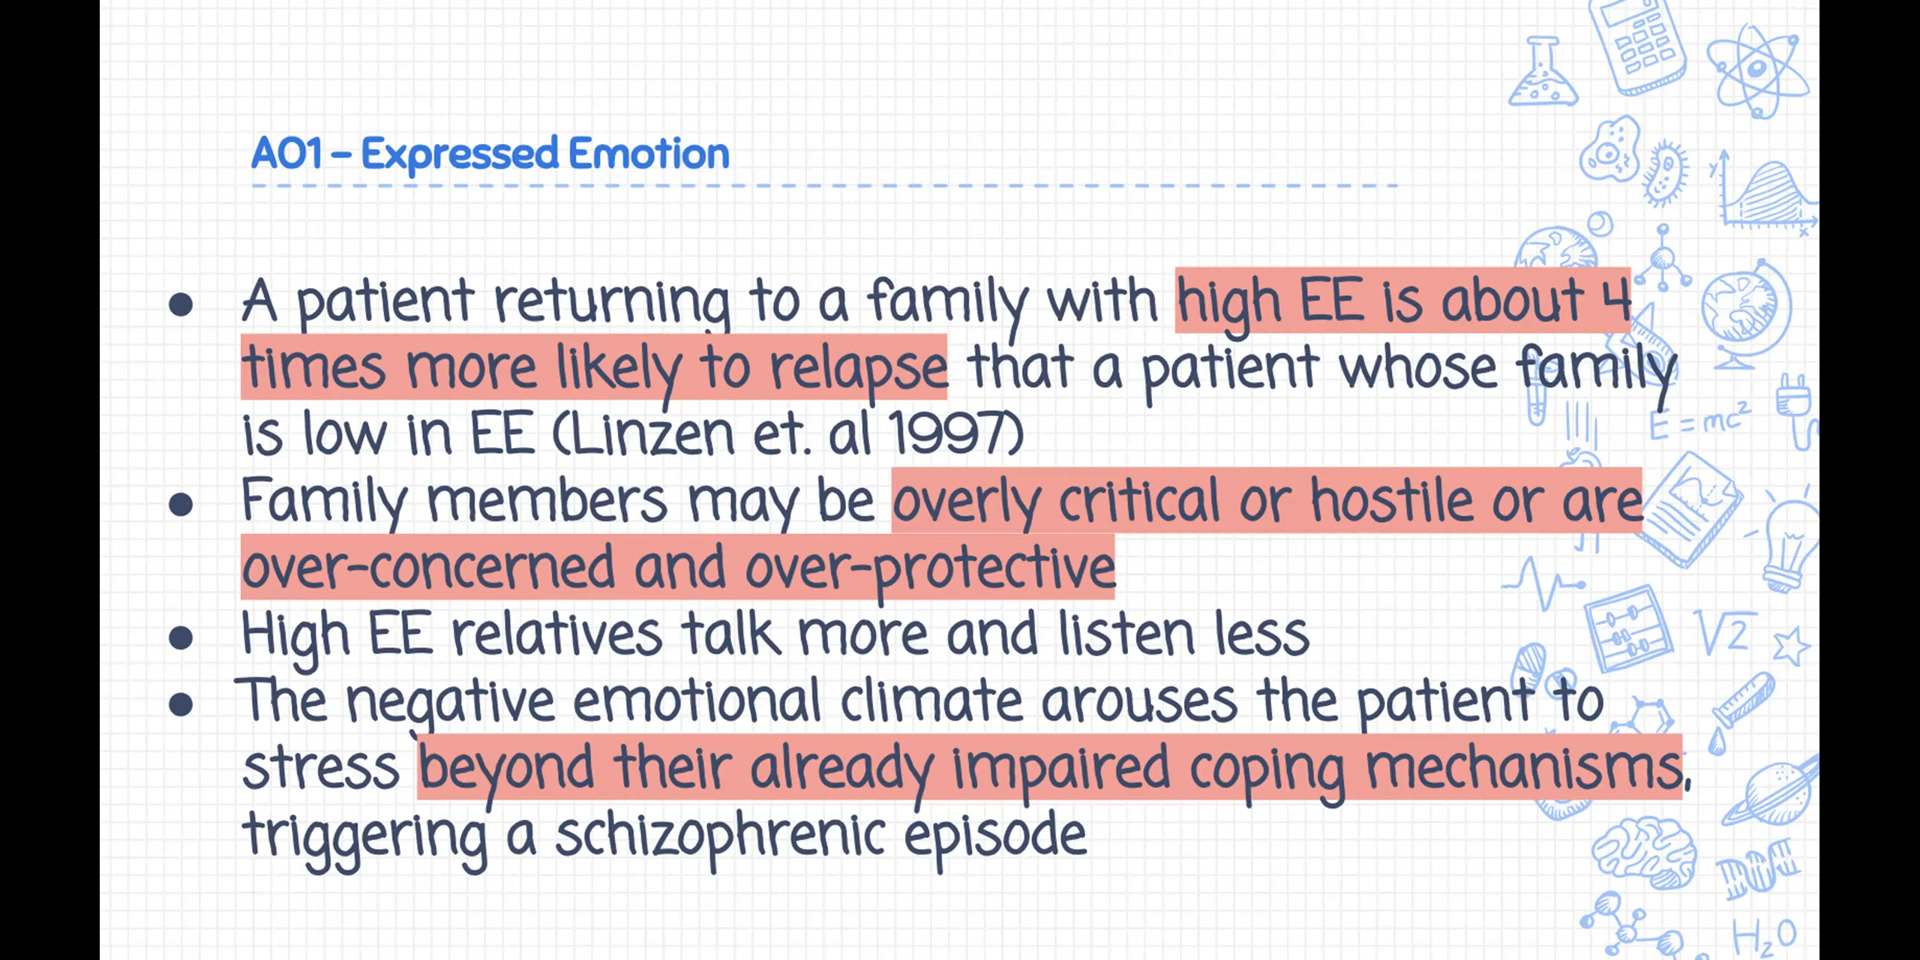 AO1 – Expressed Emotion
● A patient returning to a family with high EE is about 4
times more likely to relapse that a patient whose family
is low in EE (Linzen et. al 1997)
● Family members may be overly critical or hostile or are
over-concerned and over-protective
● High EE relatives talk more and listen less
● The negative emotional climate arouses the patient to
stress beyond their already impaired coping mechanisms,
triggering a schizophrenic episode
y
x
E = mc²
√2
H₂O